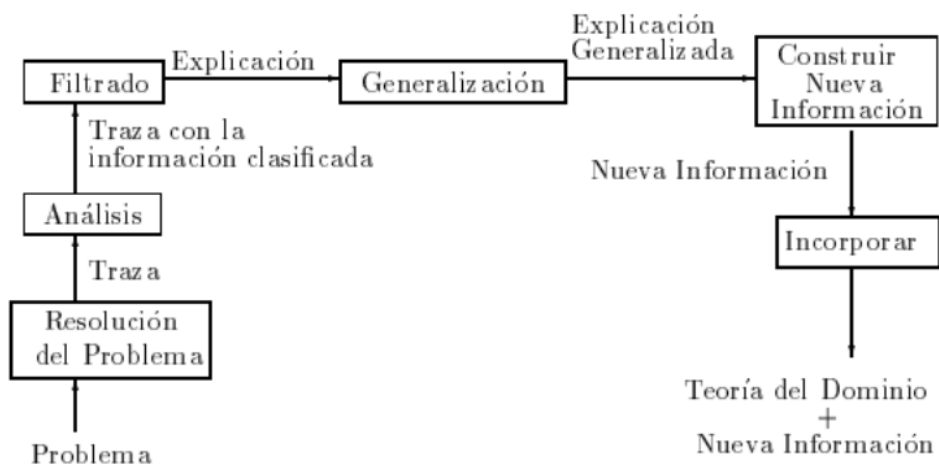 Explicación
Generalizada
Construir
Nueva
Información
Filtrado
Explicación
Generalización
Traza con la
información clasificada
Nueva Información
Análisis
Incorporar
Traza
Resolución
del Problema
Teoría del Dominio
+
Nueva Información
Problema